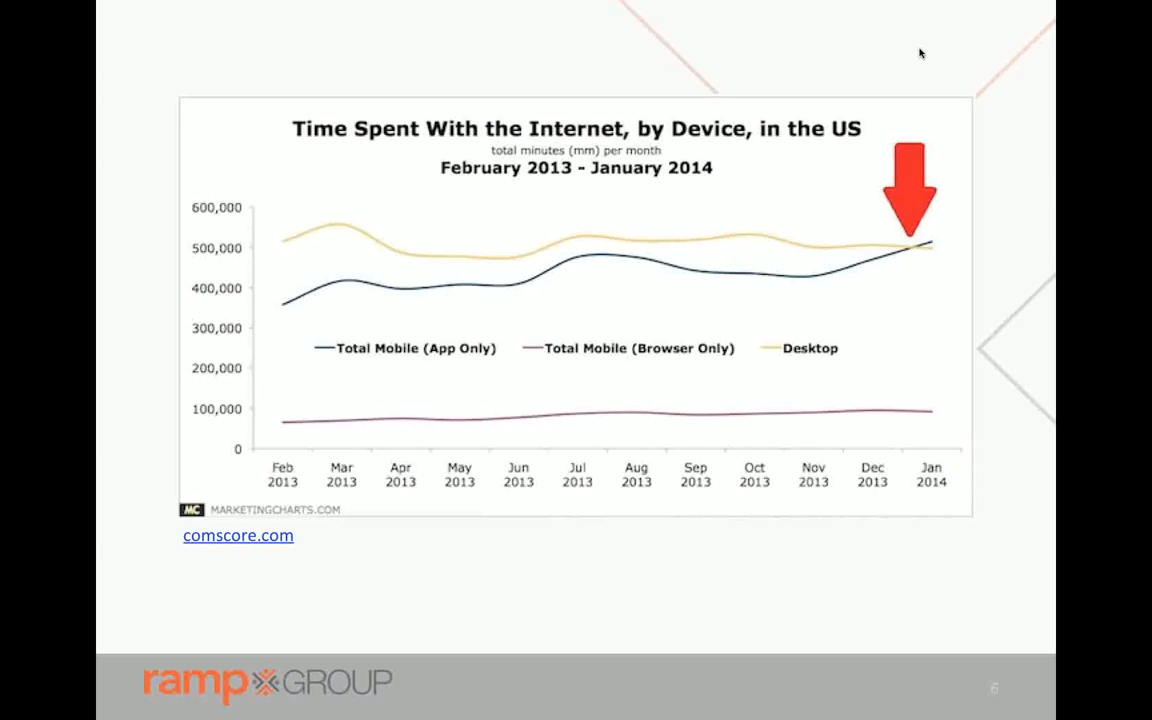 Time Spent With the Internet, by Device, in the US
total minutes (mm) per month
February 2013 - January 2014
600,000
500,000
400,000
300,000
Total Mobile (App Only) Total Mobile (Browser Only) Desktop
200,000
100,000
0
Feb 2013
Mar 2013
Apr 2013
May 2013
Jun 2013
Jul 2013
Aug 2013
Sep 2013
Oct 2013
Nov 2013
Dec 2013
Jan 2014
MC MARKETINGCHARTS.COM
comscore.com
ramp GROUP
6